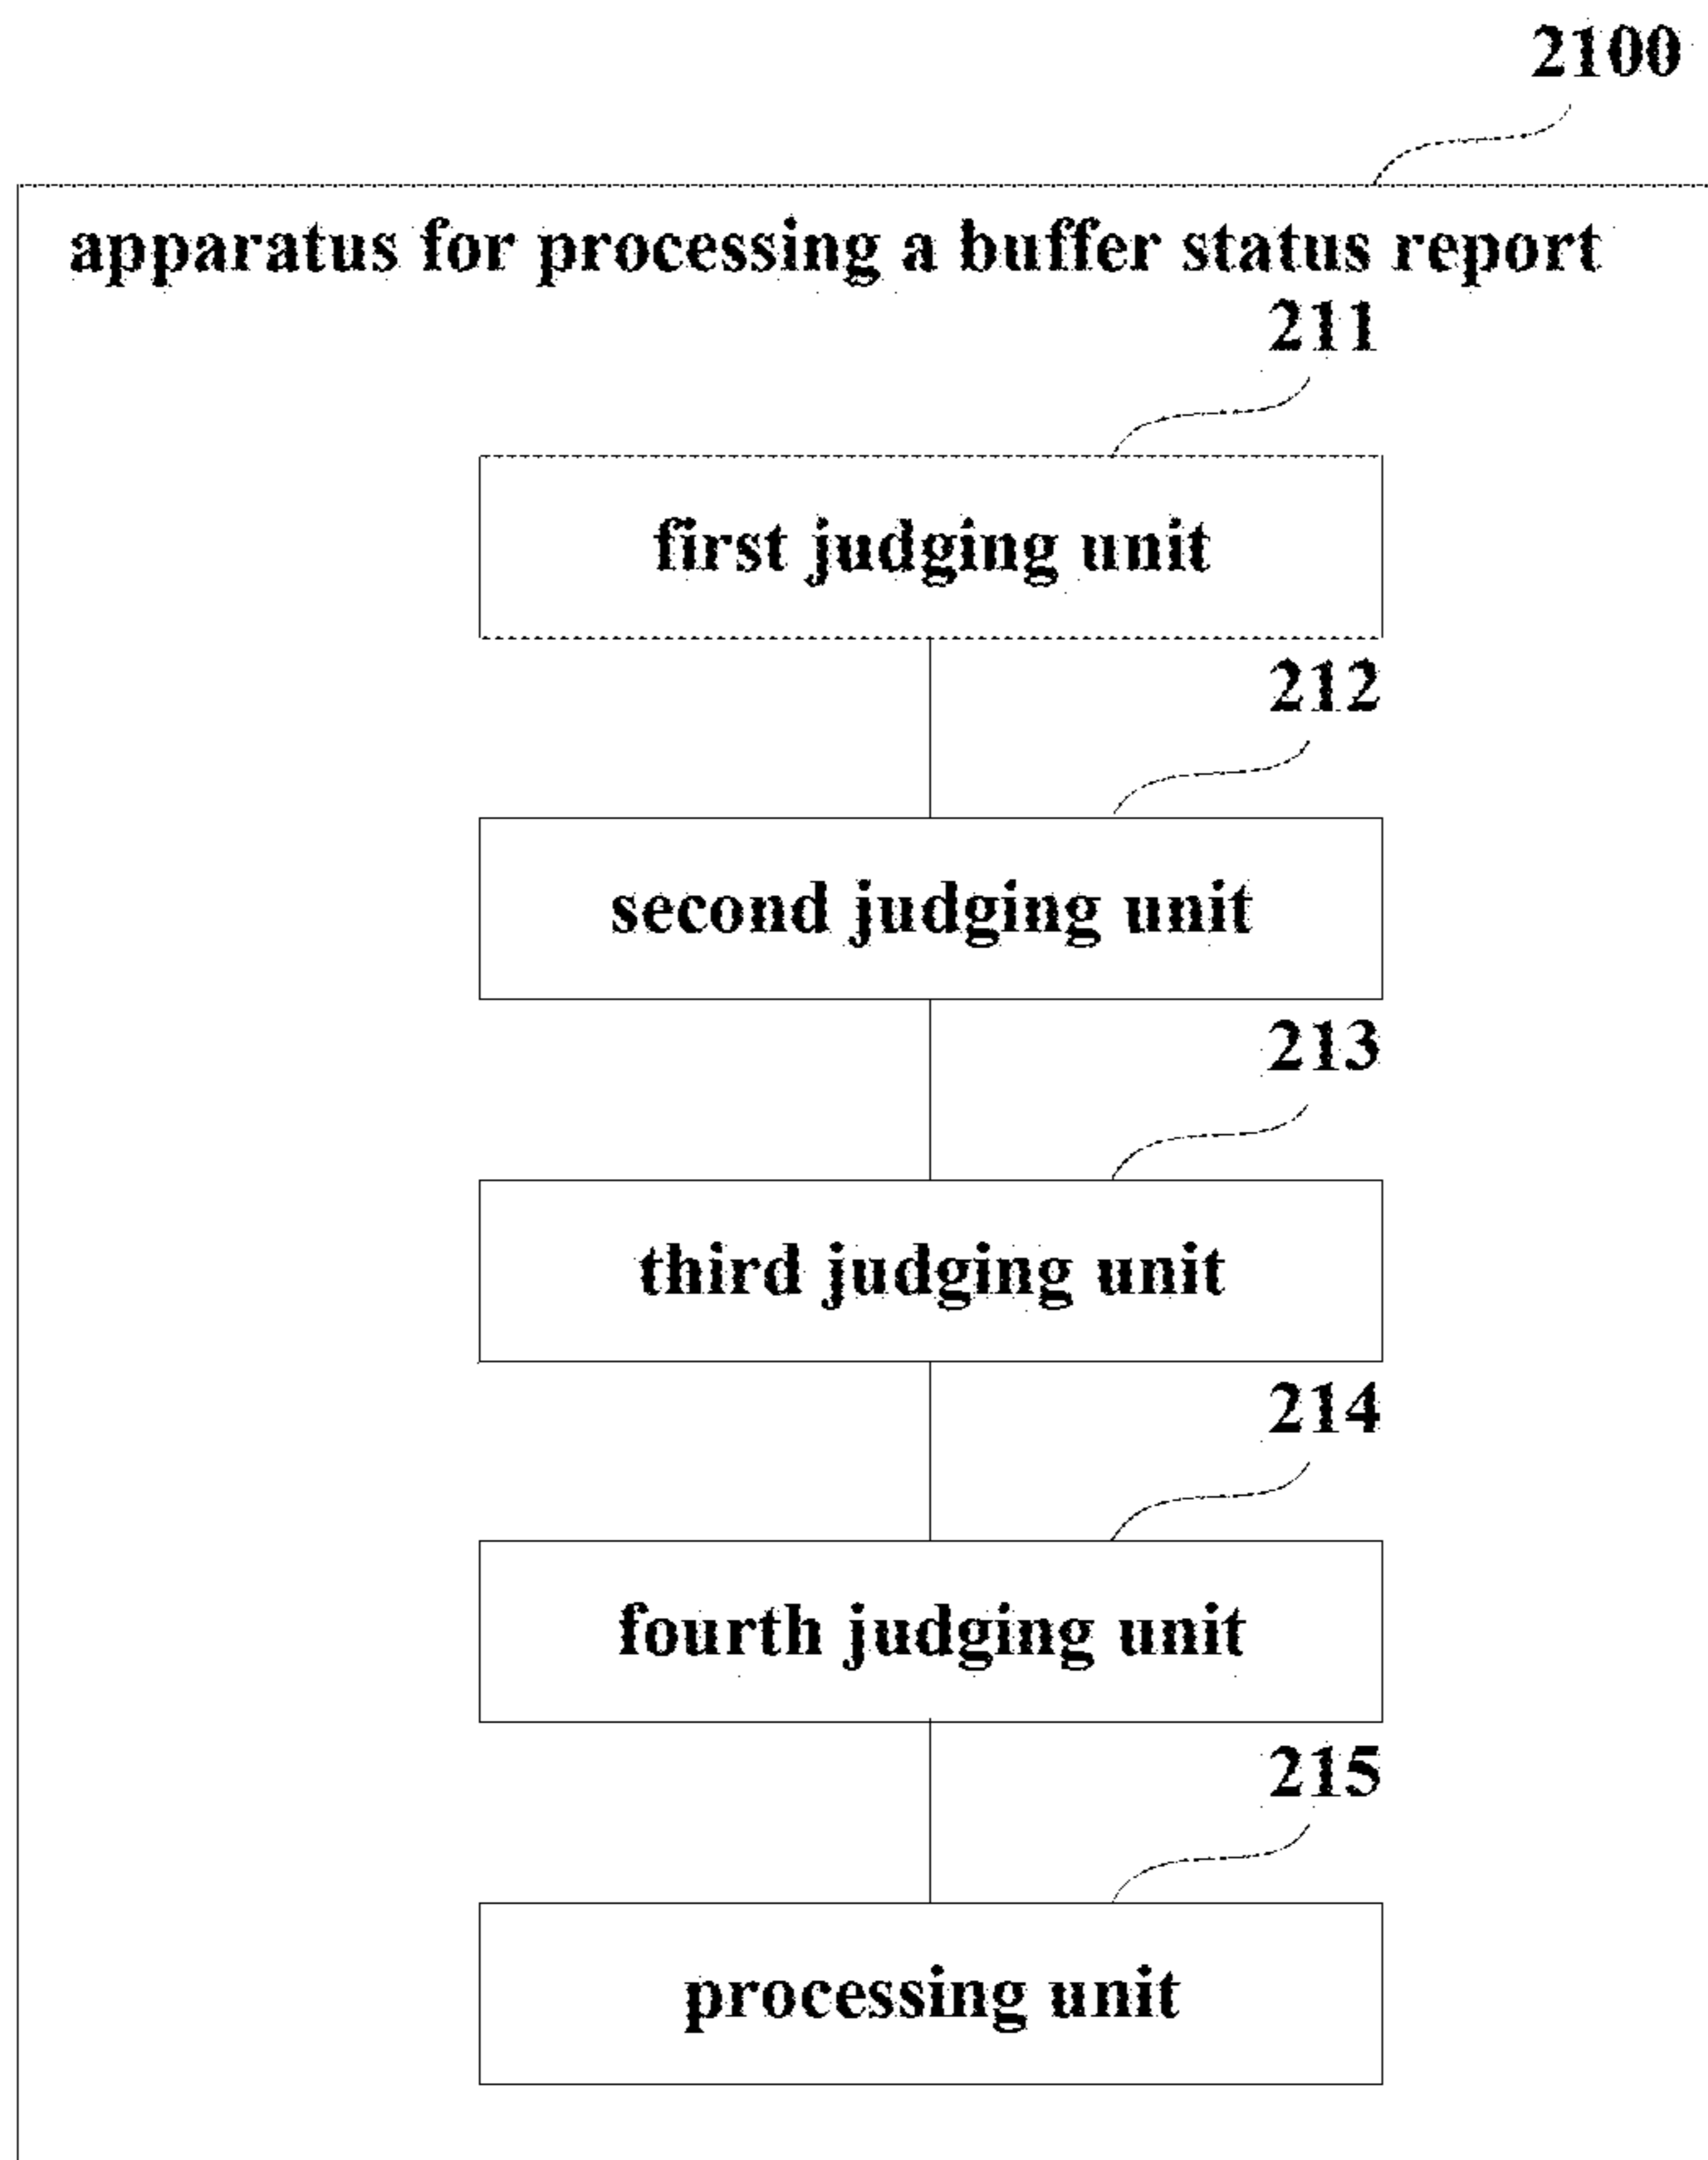 2100
apparatus for processing a buffer status report
211
first judging unit
212
second judging unit
213
third judging unit
214
fourth judging unit
215
processing unit